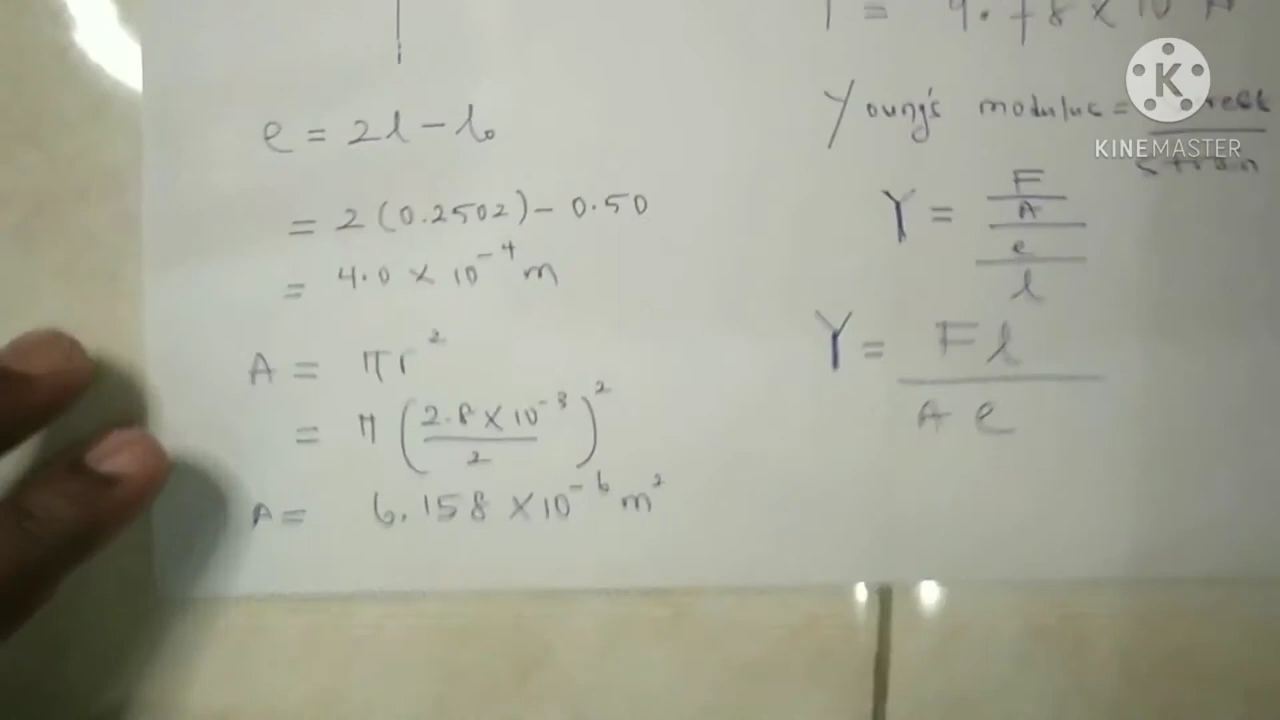 e = 2l - l₀
= 2(0.2502) - 0.50
= 4.0 × 10⁻⁴ m
A = πr²
= π (2.8 × 10⁻³ / 2)²
A = 6.158 × 10⁻⁶ m²
Young's modulus =
Y = F/A / e/l
Y = Fl / Ae
K
KINEMASTER